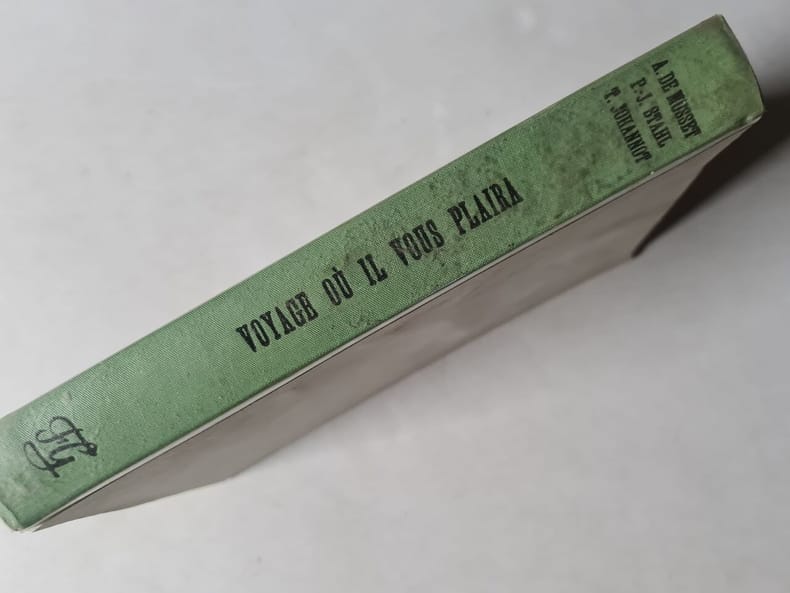 A. DE MUSSET
P.-J. STAHL
T. JOHANNOT
VOYAGE OÙ IL VOUS PLAIRA